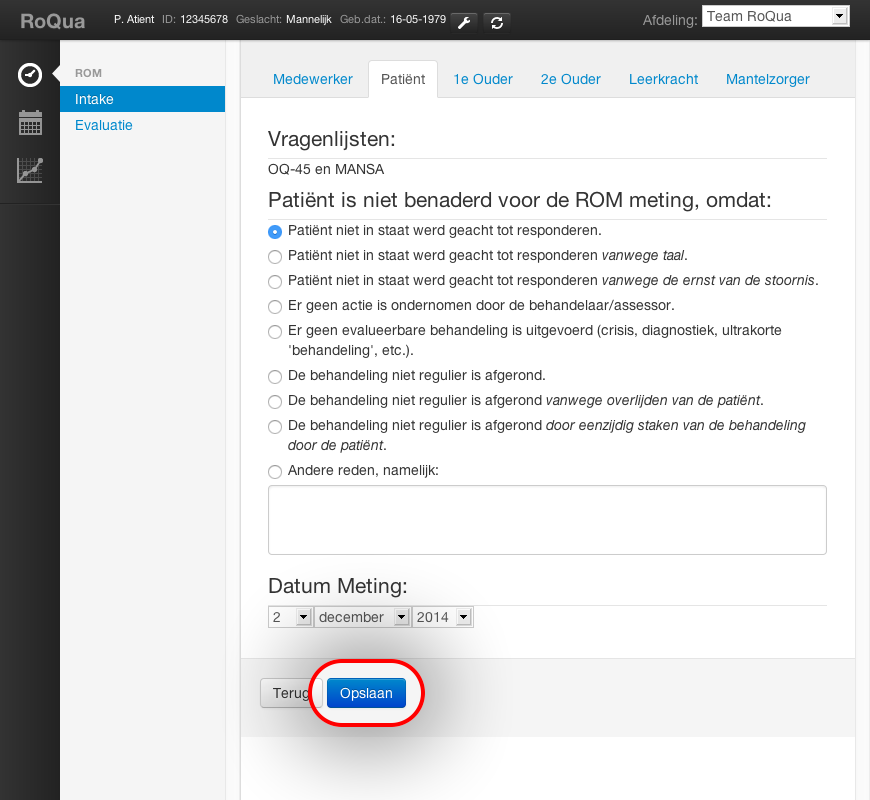 RoQua P. Atient ID: 12345678 Geslacht: Mannelijk Geb.dat.: 16-05-1979 Afdeling: Team RoQua
ROM
Intake
Evaluatie
Medewerker Patiënt 1e Ouder 2e Ouder Leerkracht Mantelzorger
Vragenlijsten:
OQ-45 en MANSA
Patiënt is niet benaderd voor de ROM meting, omdat:
Patiënt niet in staat werd geacht tot responderen.
Patiënt niet in staat werd geacht tot responderen vanwege taal.
Patiënt niet in staat werd geacht tot responderen vanwege de ernst van de stoornis.
Er geen actie is ondernomen door de behandelaar/assessor.
Er geen evalueerbare behandeling is uitgevoerd (crisis, diagnostiek, ultrakorte
'behandeling', etc.).
De behandeling niet regulier is afgerond.
De behandeling niet regulier is afgerond vanwege overlijden van de patiënt.
De behandeling niet regulier is afgerond door eenzijdig staken van de behandeling
door de patiënt.
Andere reden, namelijk:
Datum Meting:
2 december 2014
Terug Opslaan